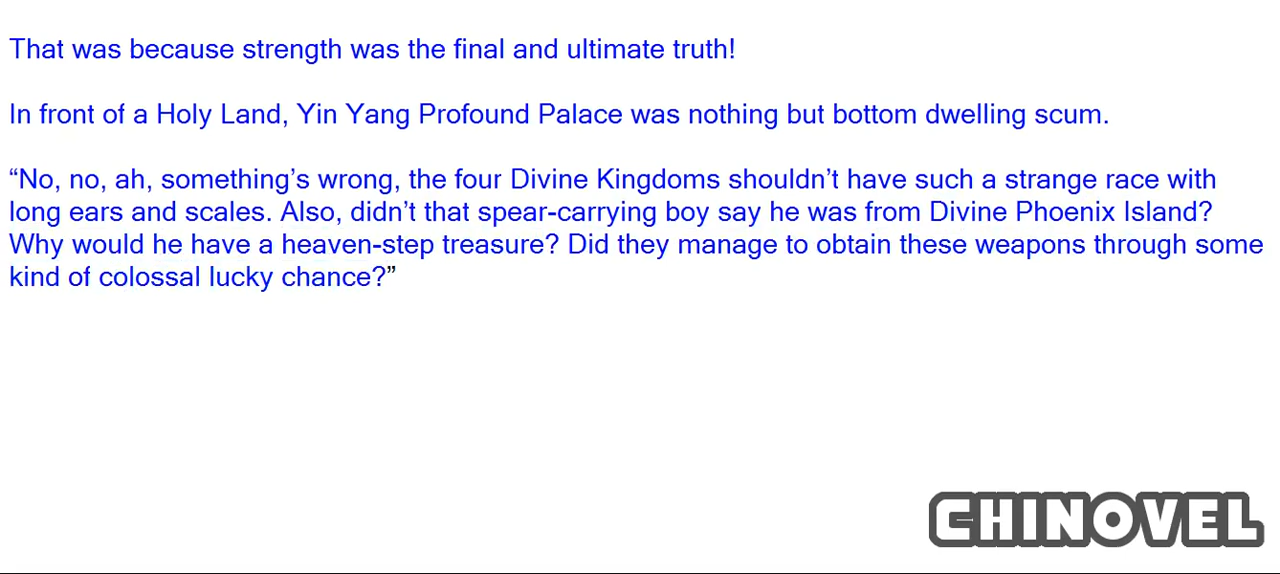 That was because strength was the final and ultimate truth!
In front of a Holy Land, Yin Yang Profound Palace was nothing but bottom dwelling scum.
“No, no, ah, something’s wrong, the four Divine Kingdoms shouldn’t have such a strange race with
long ears and scales. Also, didn’t that spear-carrying boy say he was from Divine Phoenix Island?
Why would he have a heaven-step treasure? Did they manage to obtain these weapons through some
kind of colossal lucky chance?”
CHINOVEL